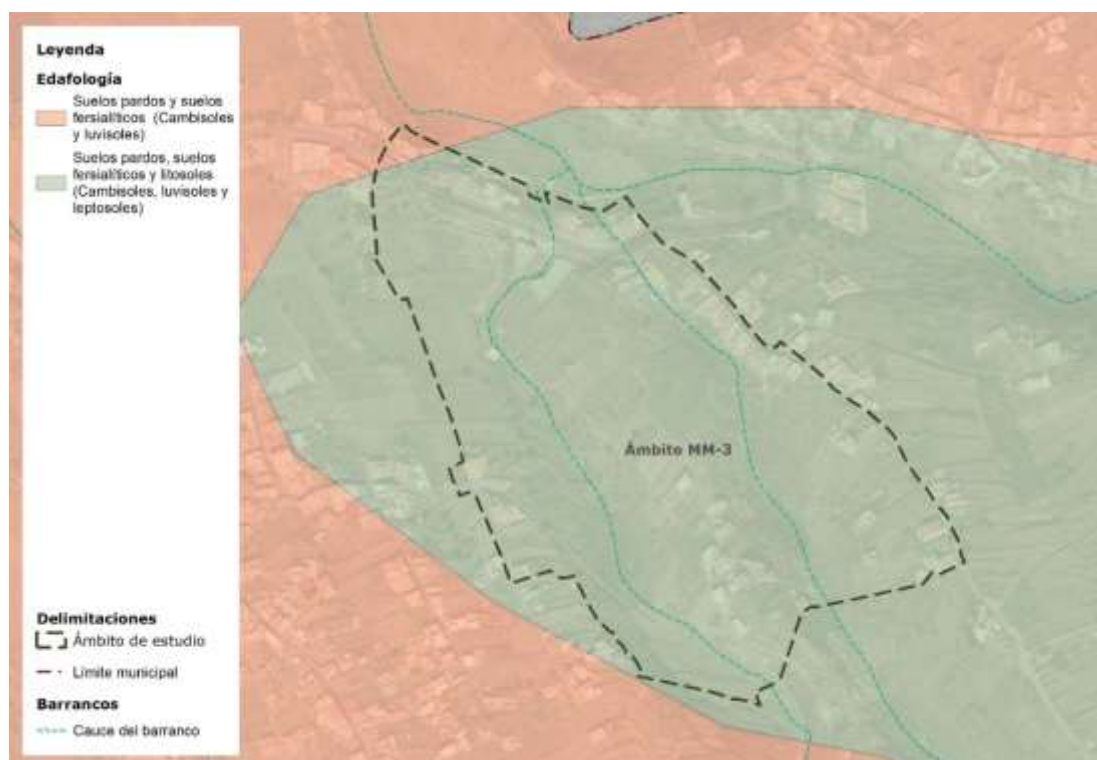 Leyenda
Edafología
Suelos pardos y suelos
fersialíticos (Cambisoles
y luvisoles)
Suelos pardos, suelos
fersialíticos y litosoles
(Cambisoles, luvisoles y
leptosoles)
Ámbito MM-3
Delimitaciones
Ámbito de estudio
Límite municipal
Barrancos
Cauce del barranco